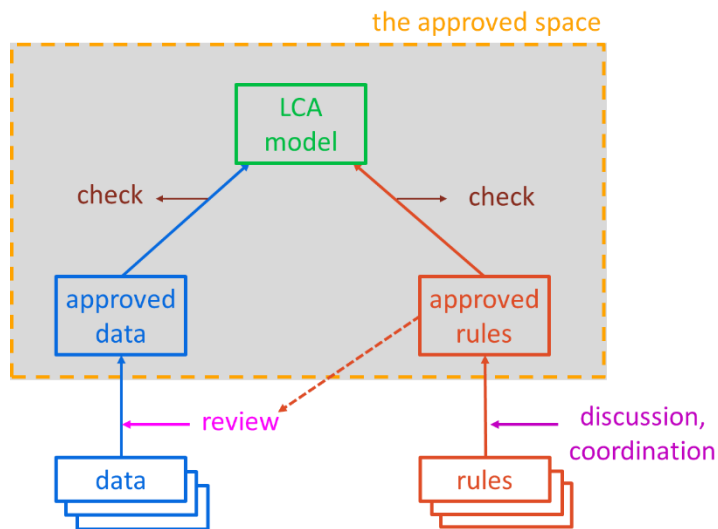 the approved space
LCA
model
check
check
approved
data
approved
rules
review
discussion,
coordination
data
rules